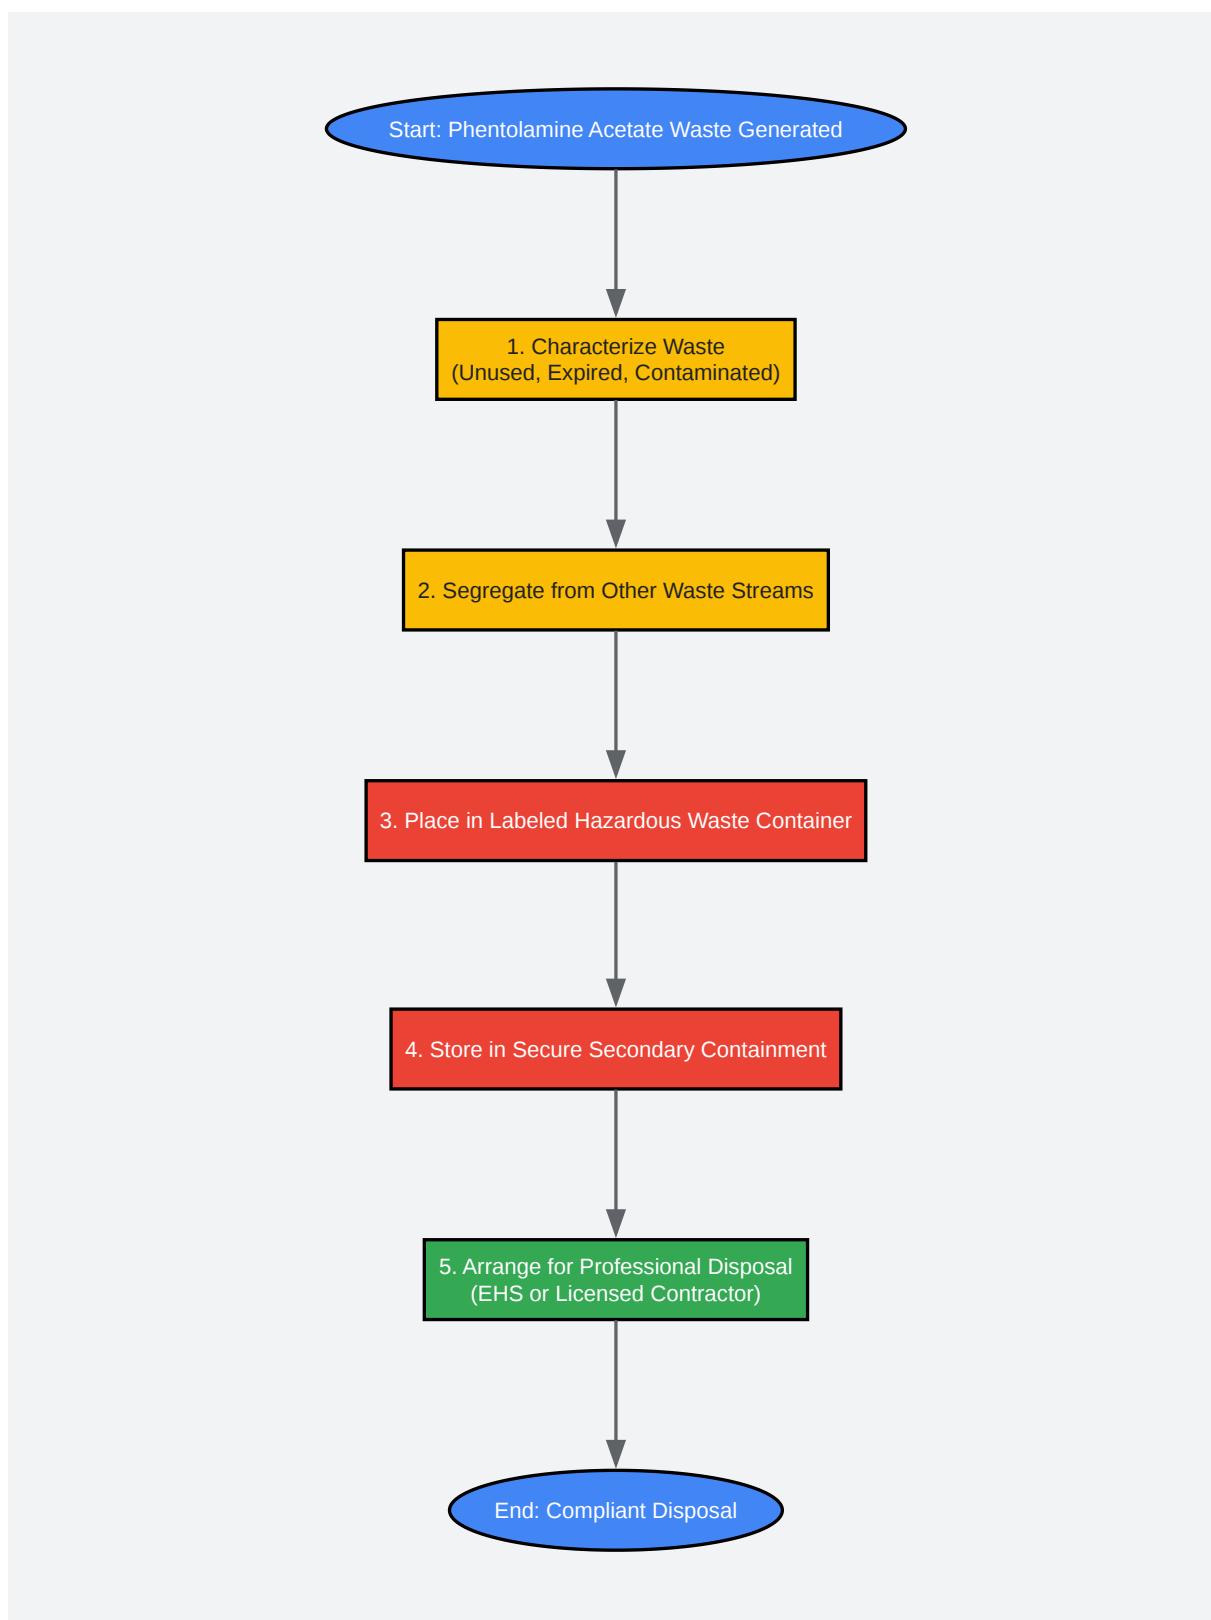 Start: Phentolamine Acetate Waste Generated
1. Characterize Waste
(Unused, Expired, Contaminated)
2. Segregate from Other Waste Streams
3. Place in Labeled Hazardous Waste Container
4. Store in Secure Secondary Containment
5. Arrange for Professional Disposal
(EHS or Licensed Contractor)
End: Compliant Disposal